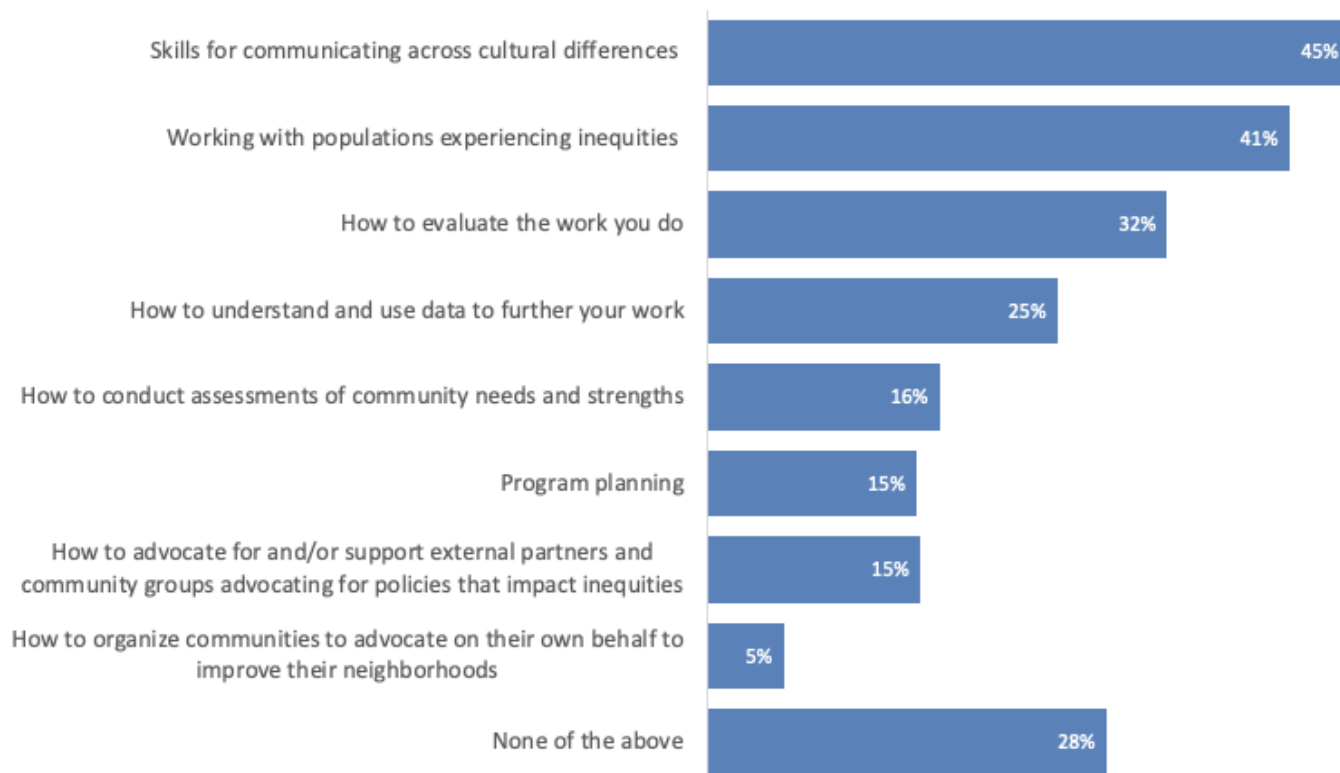 Skills for communicating across cultural differences 45%
Working with populations experiencing inequities 41%
How to evaluate the work you do 32%
How to understand and use data to further your work 25%
How to conduct assessments of community needs and strengths 16%
Program planning 15%
How to advocate for and/or support external partners and
community groups advocating for policies that impact inequities 15%
How to organize communities to advocate on their own behalf to
improve their neighborhoods 5%
None of the above 28%